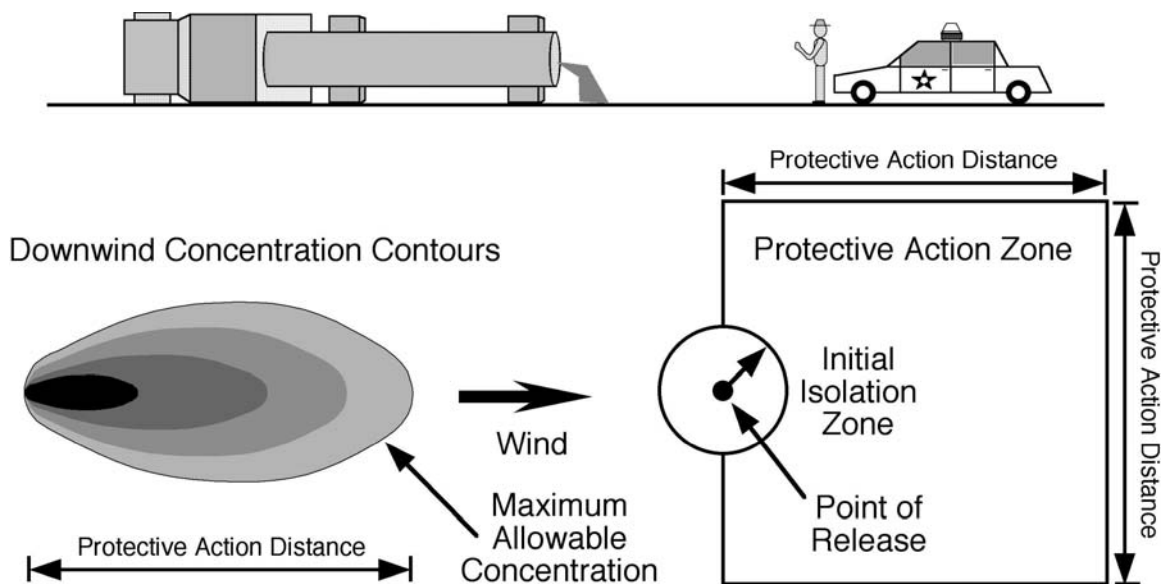 Protective Action Distance
Downwind Concentration Contours
Protective Action Zone
Protective Action Distance
Initial
Isolation
Zone
Wind
Point of
Release
Maximum
Allowable
Concentration
Protective Action Distance